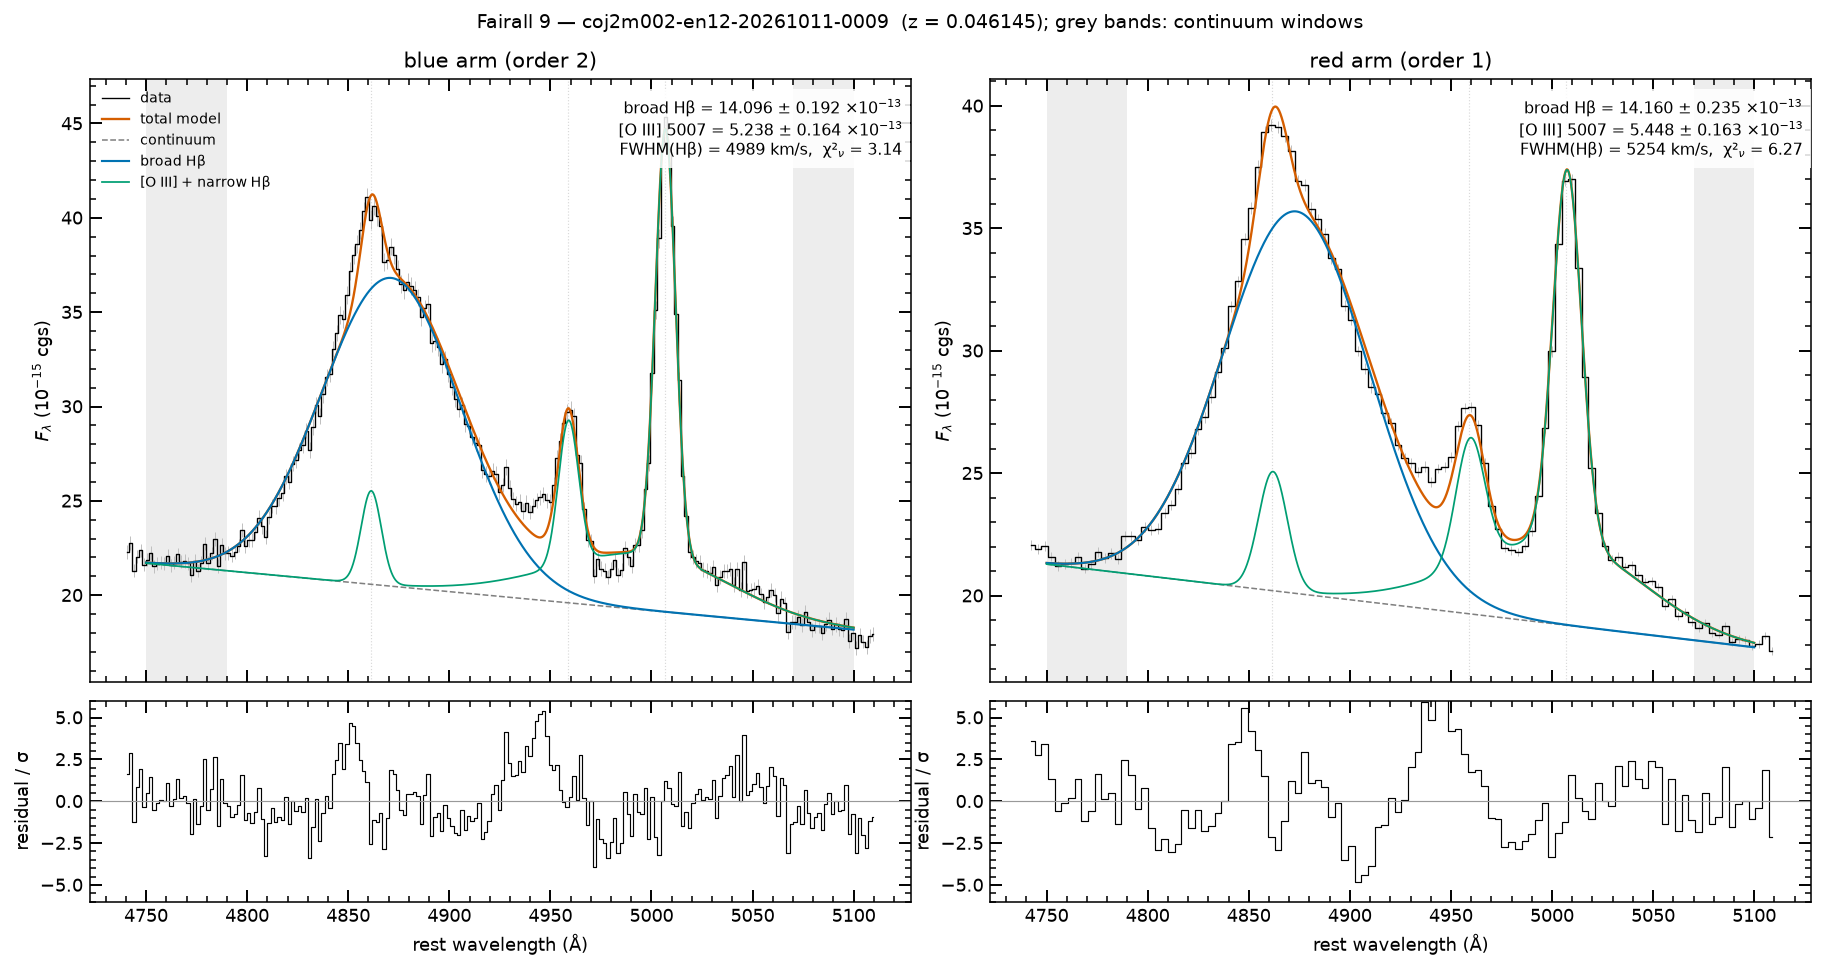 Fairall 9 — coj2m002-en12-20261011-0009 (z = 0.046145); grey bands: continuum windows
blue arm (order 2)
data
total model
continuum
broad Hβ
[O III] + narrow Hβ
broad Hβ = 14.096 ± 0.192 ×10⁻¹³
[O III] 5007 = 5.238 ± 0.164 ×10⁻¹³
FWHM(Hβ) = 4989 km/s, χ²ᵥ = 3.14
45
40
35
30
25
20
Fλ (10⁻¹⁵ cgs)
5.0
2.5
0.0
−2.5
−5.0
residual / σ
4750 4800 4850 4900 4950 5000 5050 5100
rest wavelength (Å)
red arm (order 1)
broad Hβ = 14.160 ± 0.235 ×10⁻¹³
[O III] 5007 = 5.448 ± 0.163 ×10⁻¹³
FWHM(Hβ) = 5254 km/s, χ²ᵥ = 6.27
40
35
30
25
20
Fλ (10⁻¹⁵ cgs)
5.0
2.5
0.0
−2.5
−5.0
residual / σ
4750 4800 4850 4900 4950 5000 5050 5100
rest wavelength (Å)